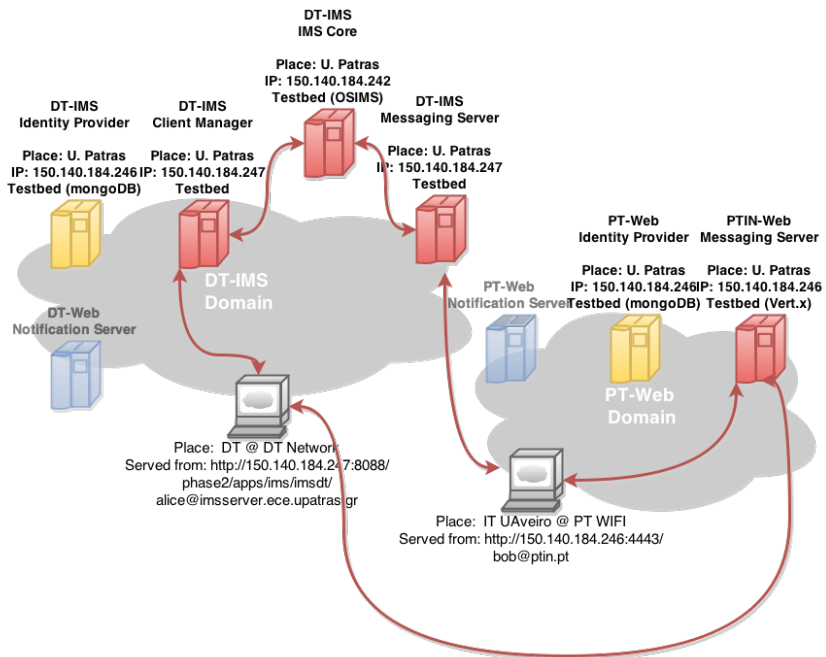 DT-IMS
IMS Core
Place: U. Patras
IP: 150.140.184.242
Testbed (OSIMS)
DT-IMS
Identity Provider
Place: U. Patras
IP: 150.140.184.246
Testbed (mongoDB)
DT-IMS
Client Manager
Place: U. Patras
IP: 150.140.184.247
Testbed
DT-IMS
Messaging Server
Place: U. Patras
IP: 150.140.184.247
Testbed
DT-IMS
Domain
DT-Web
Notification Server
PT-Web
Notification Server
PT-Web
Identity Provider
Place: U. Patras
IP: 150.140.184.246
Testbed (mongoDB)
PTIN-Web
Messaging Server
Place: U. Patras
IP: 150.140.184.246
Testbed (Vert.x)
PT-Web
Domain
Place: DT @ DT Network
Served from: http://150.140.184.247:8088/
phase2/apps/ims/imsdt/
alice@imsserver.ece.upatras.gr
Place: IT UAveiro @ PT WIFI
Served from: http://150.140.184.246:4443/
bob@ptin.pt